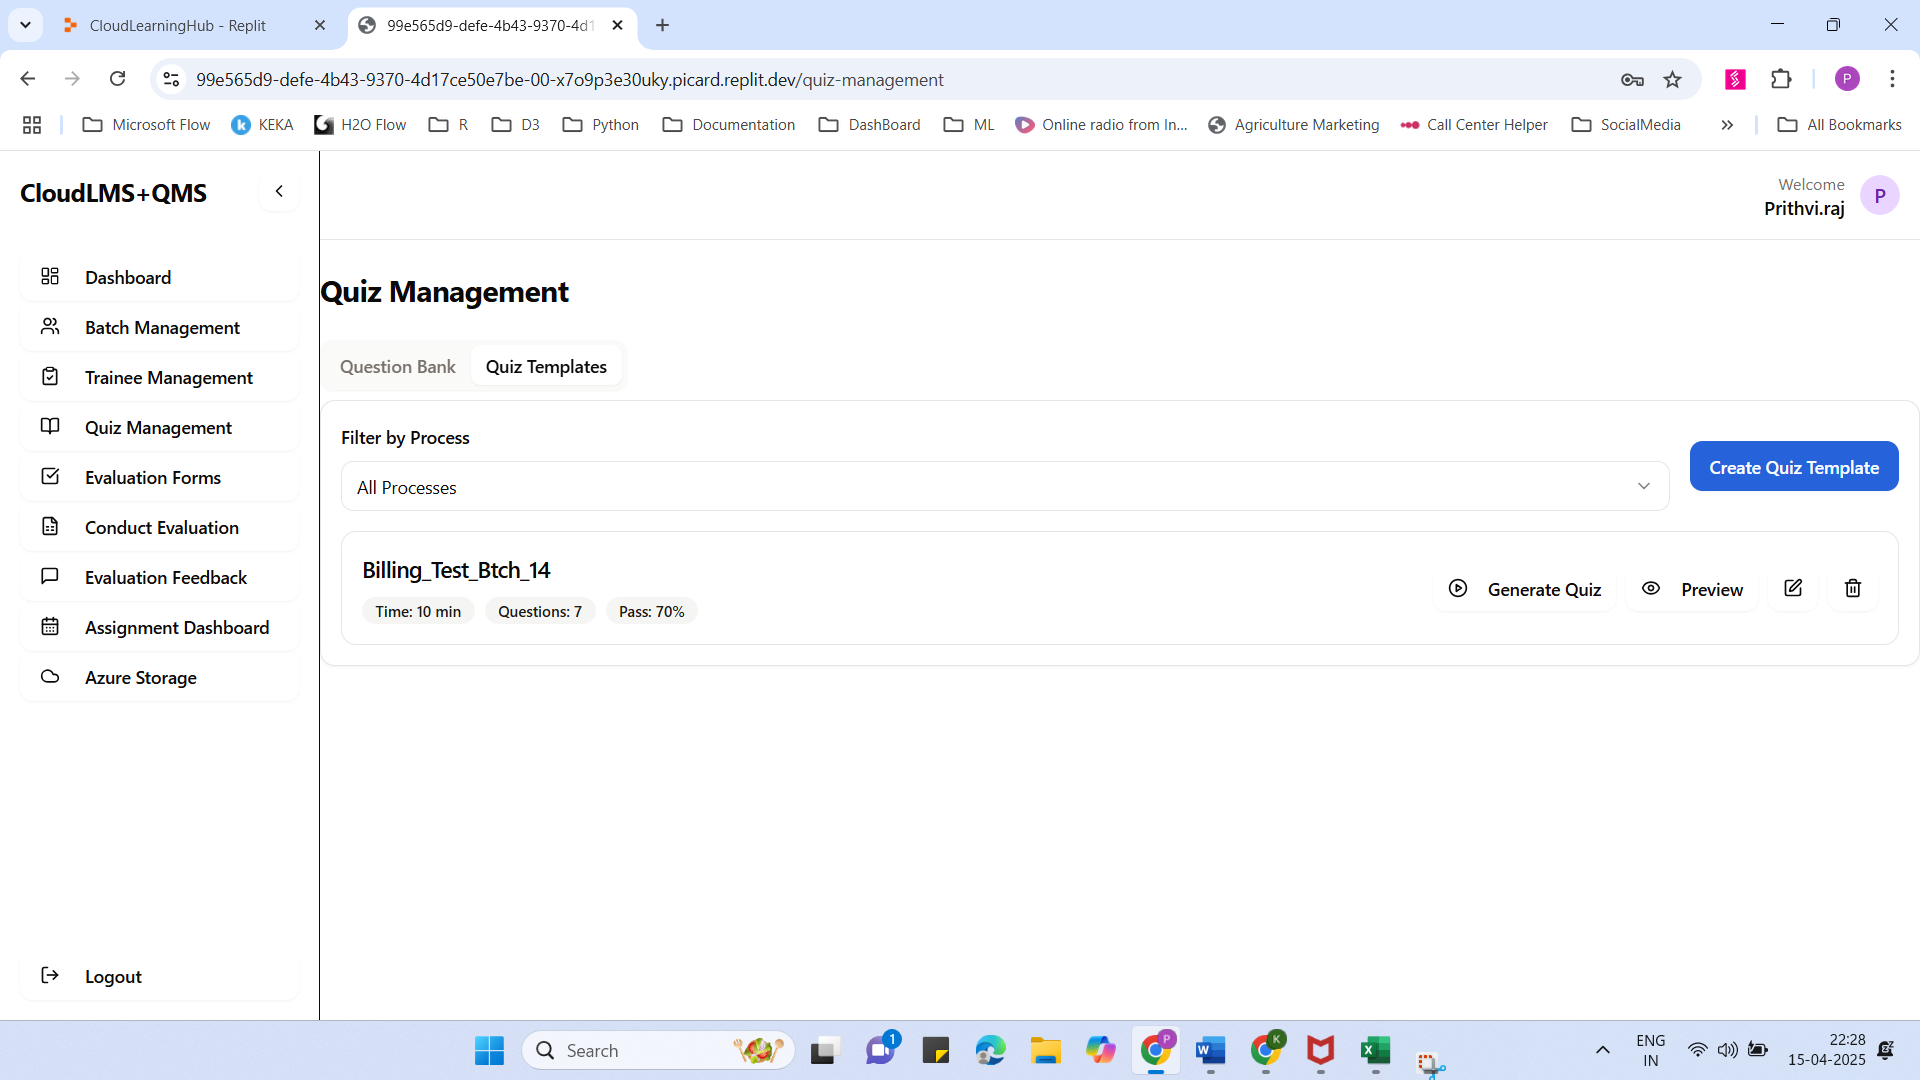 CloudLearningHub - Replit
99e565d9-defe-4b43-9370-4d1
99e565d9-defe-4b43-9370-4d17ce50e7be-00-x7o9p3e30uky.picard.replit.dev/quiz-management
P
Microsoft Flow
KEKA
H2O Flow
R
D3
Python
Documentation
DashBoard
ML
Online radio from In...
Agriculture Marketing
Call Center Helper
SocialMedia
All Bookmarks
CloudLMS+QMS
Welcome
Prithvi.raj
P
Dashboard
Batch Management
Trainee Management
Quiz Management
Evaluation Forms
Conduct Evaluation
Evaluation Feedback
Assignment Dashboard
Azure Storage
Logout
Quiz Management
Question Bank
Quiz Templates
Filter by Process
All Processes
Create Quiz Template
Billing_Test_Btch_14
Time: 10 min
Questions: 7
Pass: 70%
Generate Quiz
Preview
Search
1
P
W
K
X
ENG
IN
22:28
15-04-2025